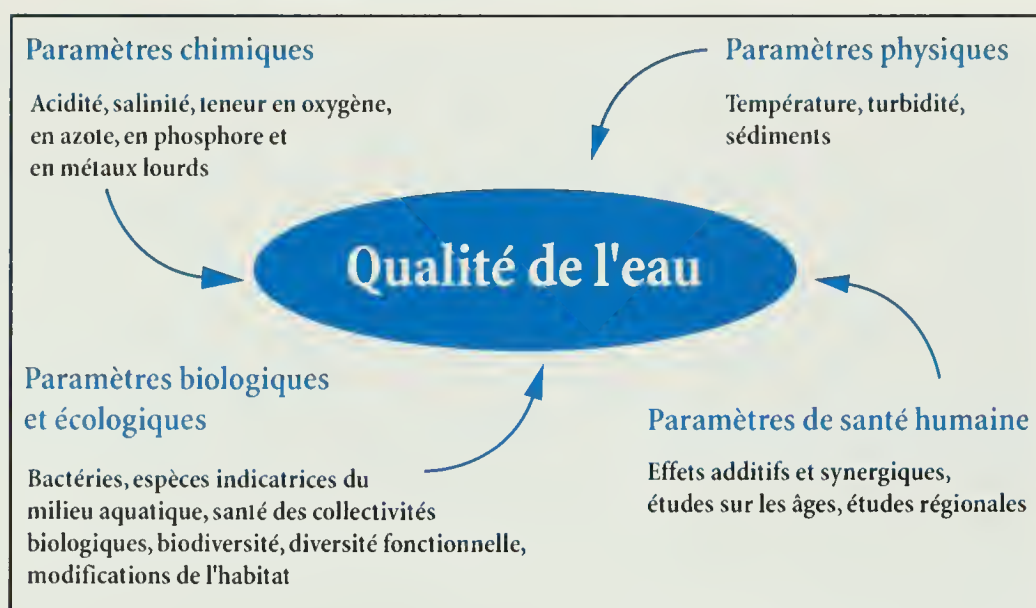 Paramètres chimiques
Acidité, salinité, teneur en oxygène,
en azote, en phosphore et
en métaux lourds
Paramètres physiques
Température, turbidité,
sédiments
Qualité de l'eau
Paramètres biologiques
et écologiques
Bactéries, espèces indicatrices du
milieu aquatique, santé des collectivités
biologiques, biodiversité, diversité fonctionnelle,
modifications de l'habitat
Paramètres de santé humaine
Effets additifs et synergiques,
études sur les âges, études régionales